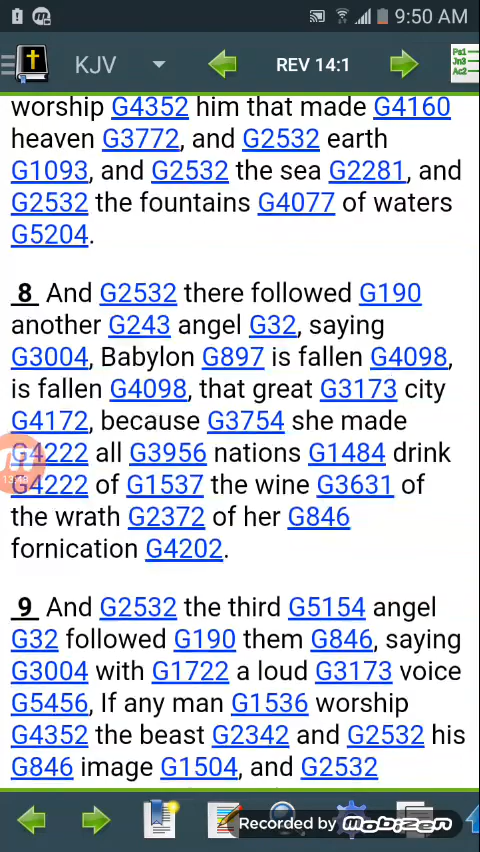 9:50 AM
KJV REV 14:1 Ps1 Jn3 Ac2
worship G4352 him that made G4160
heaven G3772, and G2532 earth
G1093, and G2532 the sea G2281, and
G2532 the fountains G4077 of waters
G5204.
8 And G2532 there followed G190
another G243 angel G32, saying
G3004, Babylon G897 is fallen G4098,
is fallen G4098, that great G3173 city
G4172, because G3754 she made
G4222 all G3956 nations G1484 drink
G4222 of G1537 the wine G3631 of
the wrath G2372 of her G846
fornication G4202.
9 And G2532 the third G5154 angel
G32 followed G190 them G846, saying
G3004 with G1722 a loud G3173 voice
G5456, If any man G1536 worship
G4352 the beast G2342 and G2532 his
G846 image G1504, and G2532
Recorded by mobizen